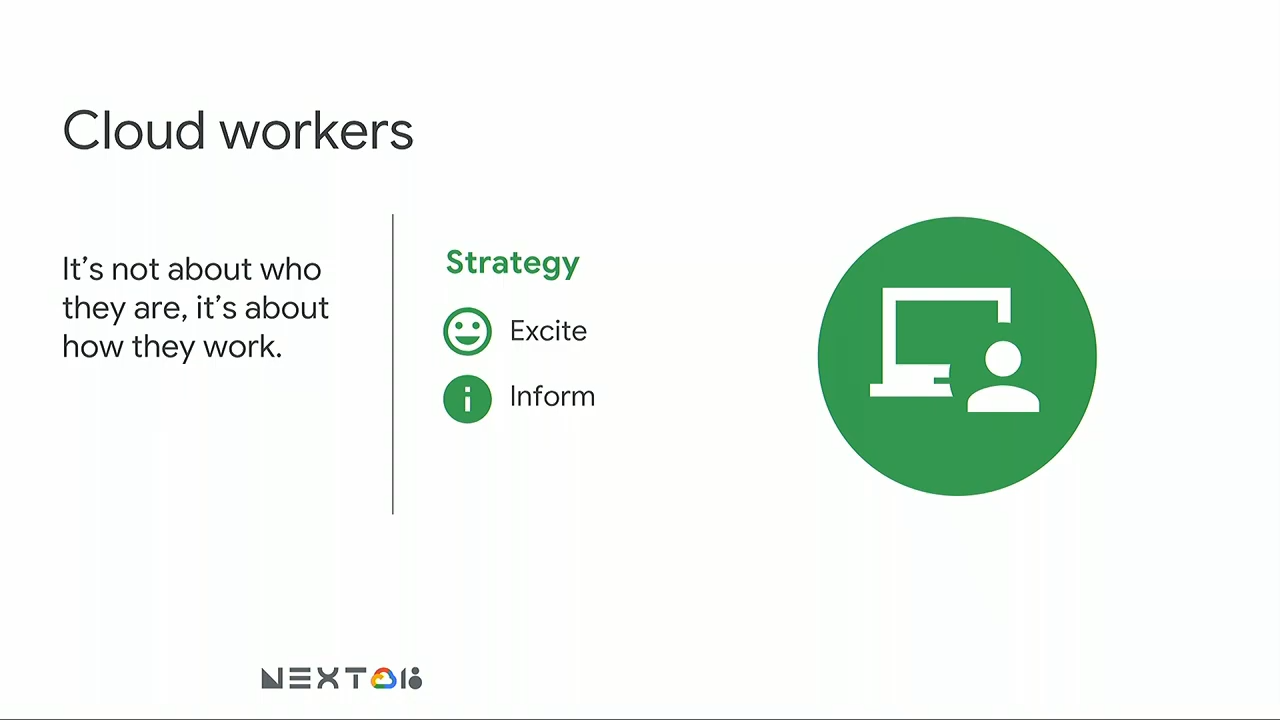 Cloud workers
It's not about who
they are, it's about
how they work.
Strategy
Excite
i Inform
NEXT 18